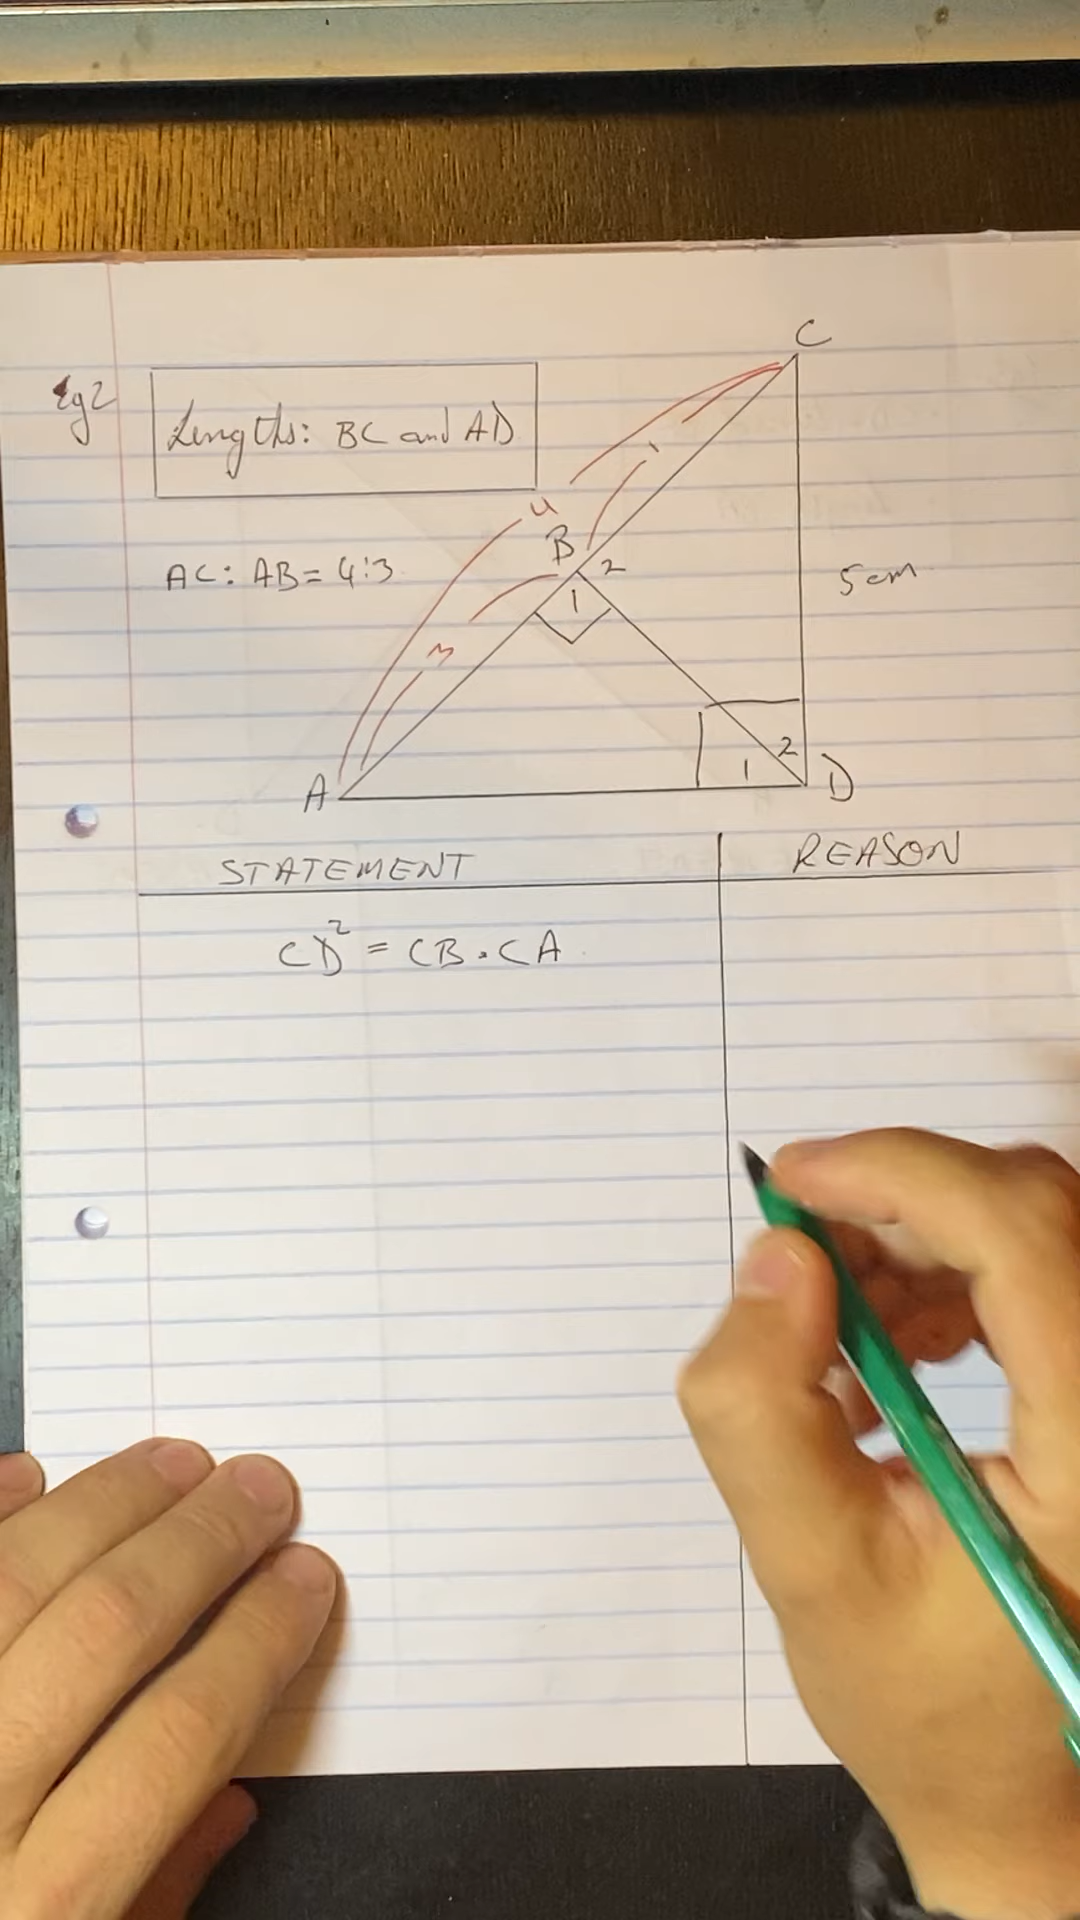 Eg2
Lengths: BC and AD
AC: AB = 4:3
C
4
1
B
2
1
3
5cm
2
1
A
D
STATEMENT
REASON
CD² = CB . CA